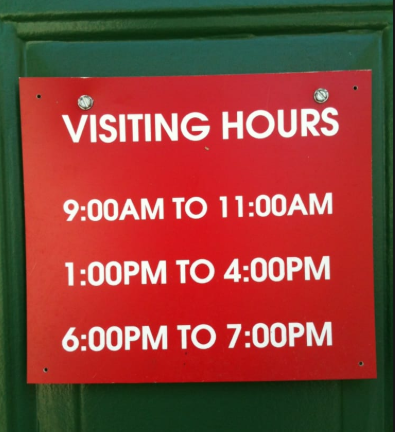 VISITING HOURS
9:00AM TO 11:00AM
1:00PM TO 4:00PM
6:00PM TO 7:00PM